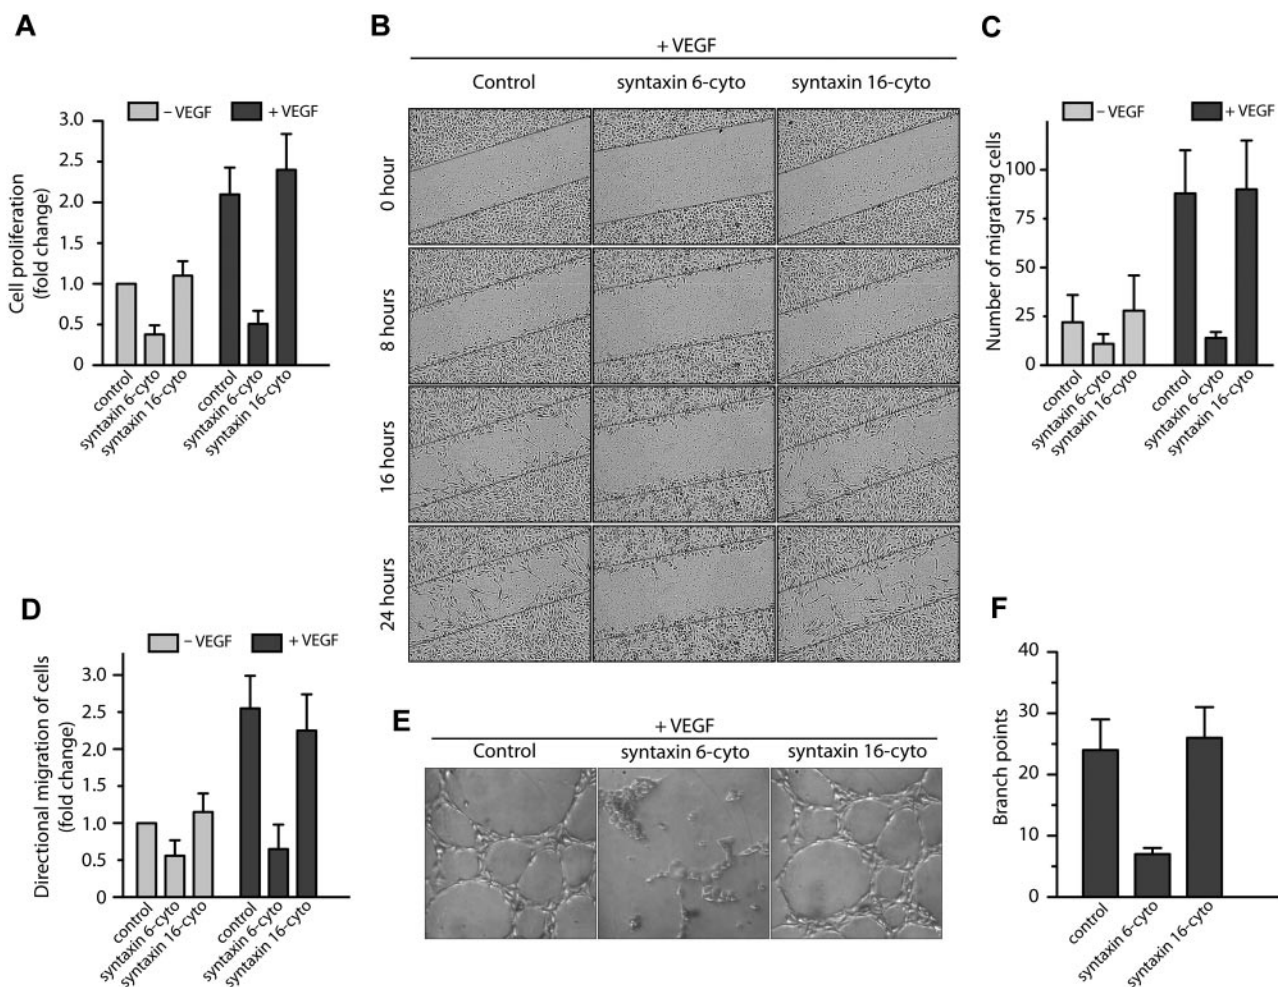 A
− VEGF
+ VEGF
Cell proliferation
(fold change)
3.0
2.5
2.0
1.5
1.0
0.5
0
control
syntaxin 6-cyto
syntaxin 16-cyto
control
syntaxin 6-cyto
syntaxin 16-cyto
B
+ VEGF
Control
syntaxin 6-cyto
syntaxin 16-cyto
0 hour
8 hours
16 hours
24 hours
C
− VEGF
+ VEGF
Number of migrating cells
100
75
50
25
0
control
syntaxin 6-cyto
syntaxin 16-cyto
control
syntaxin 6-cyto
syntaxin 16-cyto
D
− VEGF
+ VEGF
Directional migration of cells
(fold change)
3.0
2.5
2.0
1.5
1.0
0.5
0
control
syntaxin 6-cyto
syntaxin 16-cyto
control
syntaxin 6-cyto
syntaxin 16-cyto
E
+ VEGF
Control
syntaxin 6-cyto
syntaxin 16-cyto
F
Branch points
40
30
20
10
0
control
syntaxin 6-cyto
syntaxin 16-cyto